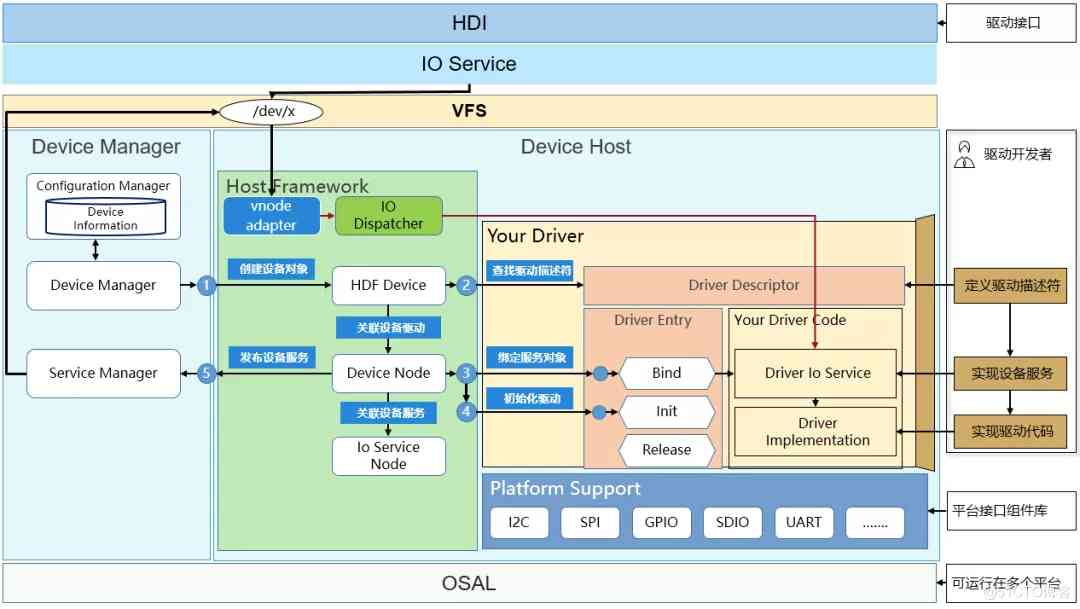 HDI
驱动接口
IO Service
/dev/x
VFS
Device Manager
Configuration Manager
Device
Information
Device Manager
Service Manager
Device Host
Host Framework
vnode
adapter
IO
Dispatcher
1
创建设备对象
HDF Device
2
查找驱动描述符
关联设备驱动
5
发布设备服务
Device Node
3
绑定服务对象
4
初始化驱动
关联设备服务
Io Service
Node
Your Driver
Driver Descriptor
Driver Entry
Bind
Init
Release
Your Driver Code
Driver Io Service
Driver
Implementation
Platform Support
I2C
SPI
GPIO
SDIO
UART
.......
驱动开发者
定义驱动描述符
实现设备服务
实现驱动代码
平台接口组件库
OSAL
可运行在多个平台
@51CTO博客